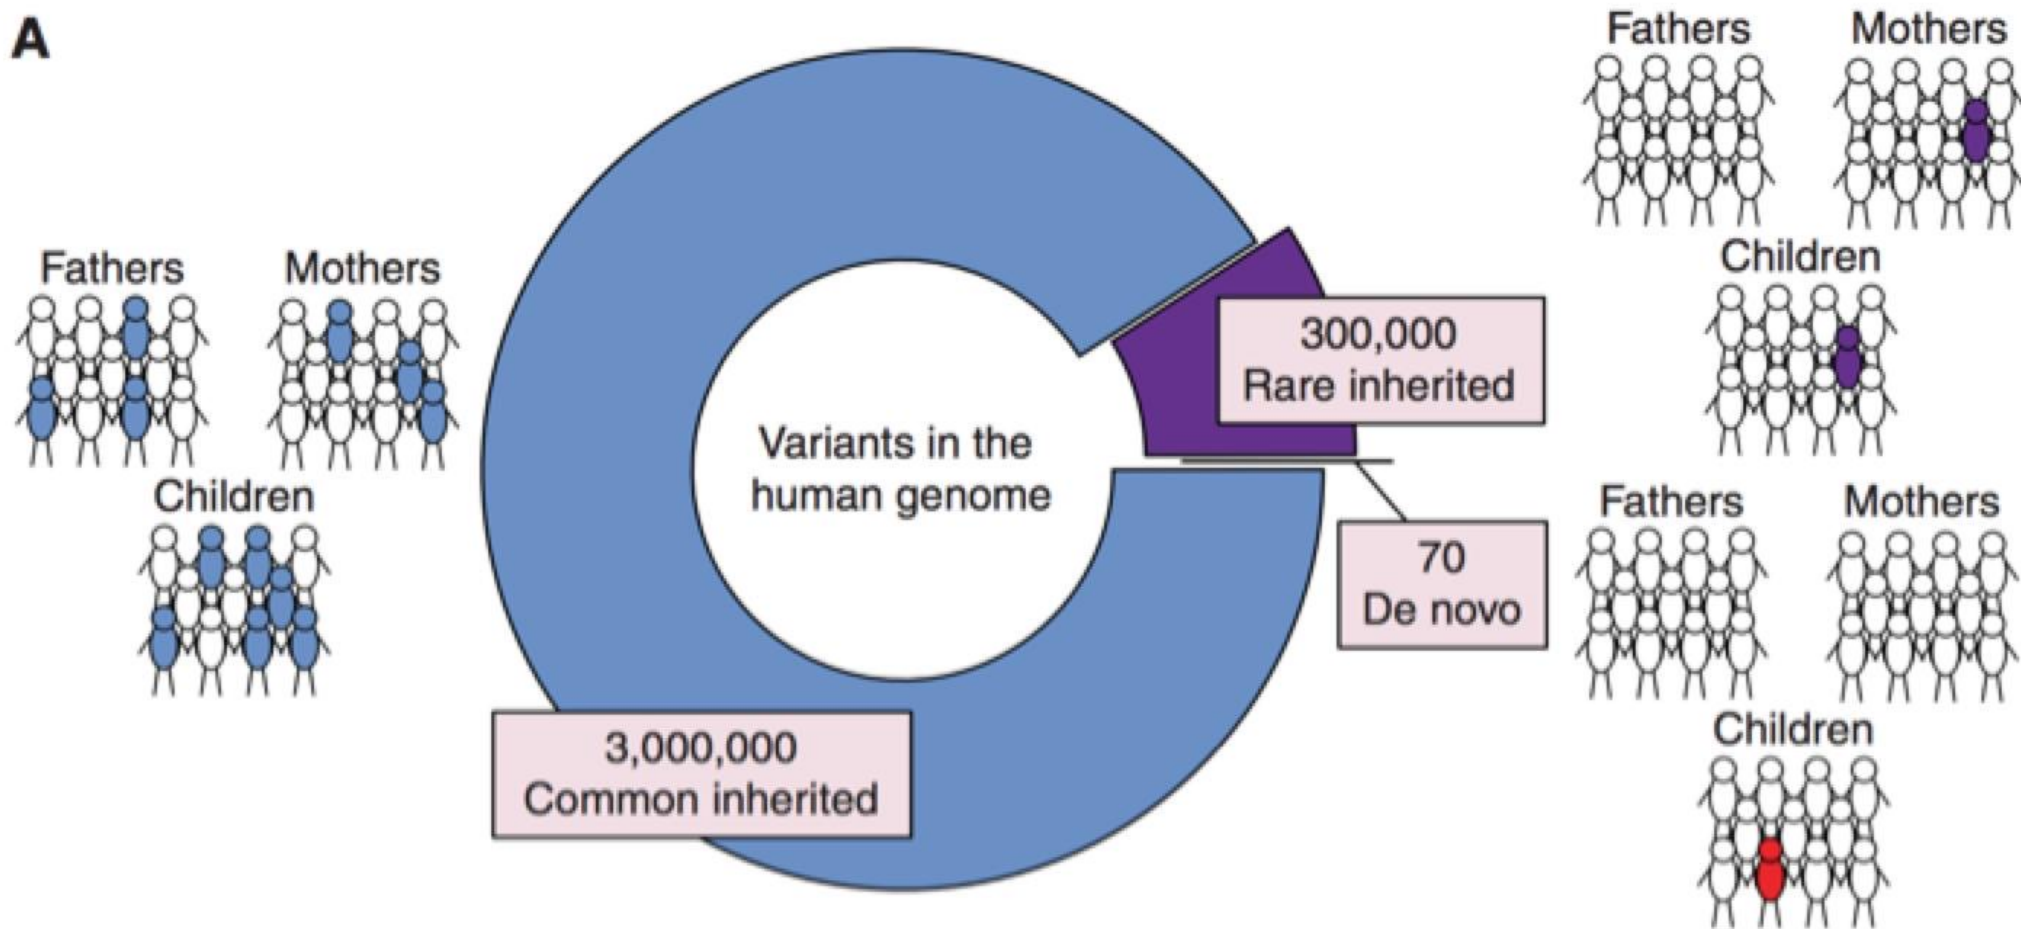 A
Fathers
Mothers
Children
Variants in the
human genome
3,000,000
Common inherited
300,000
Rare inherited
70
De novo
Fathers
Mothers
Children
Fathers
Mothers
Children